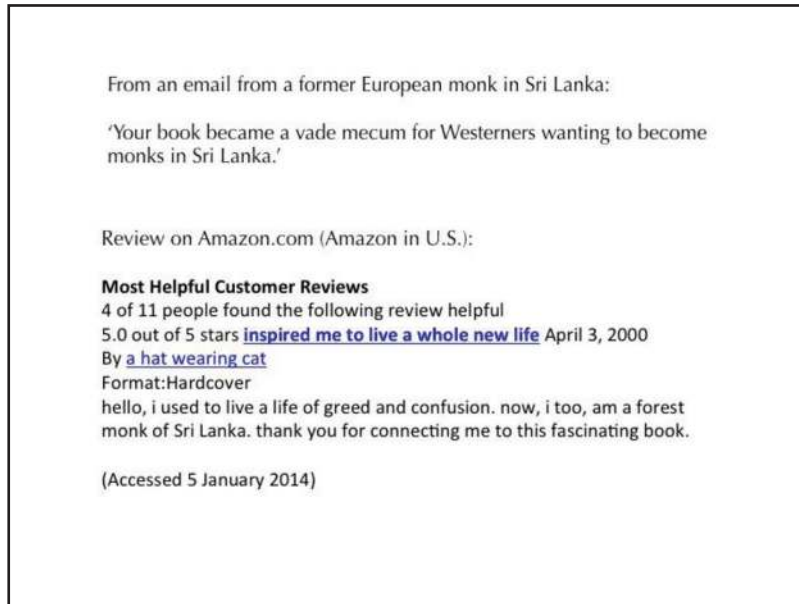 From an email from a former European monk in Sri Lanka:
‘Your book became a vade mecum for Westerners wanting to become
monks in Sri Lanka.’
Review on Amazon.com (Amazon in U.S.):
Most Helpful Customer Reviews
4 of 11 people found the following review helpful
5.0 out of 5 stars inspired me to live a whole new life April 3, 2000
By a hat wearing cat
Format:Hardcover
hello, i used to live a life of greed and confusion. now, i too, am a forest
monk of Sri Lanka. thank you for connecting me to this fascinating book.
(Accessed 5 January 2014)